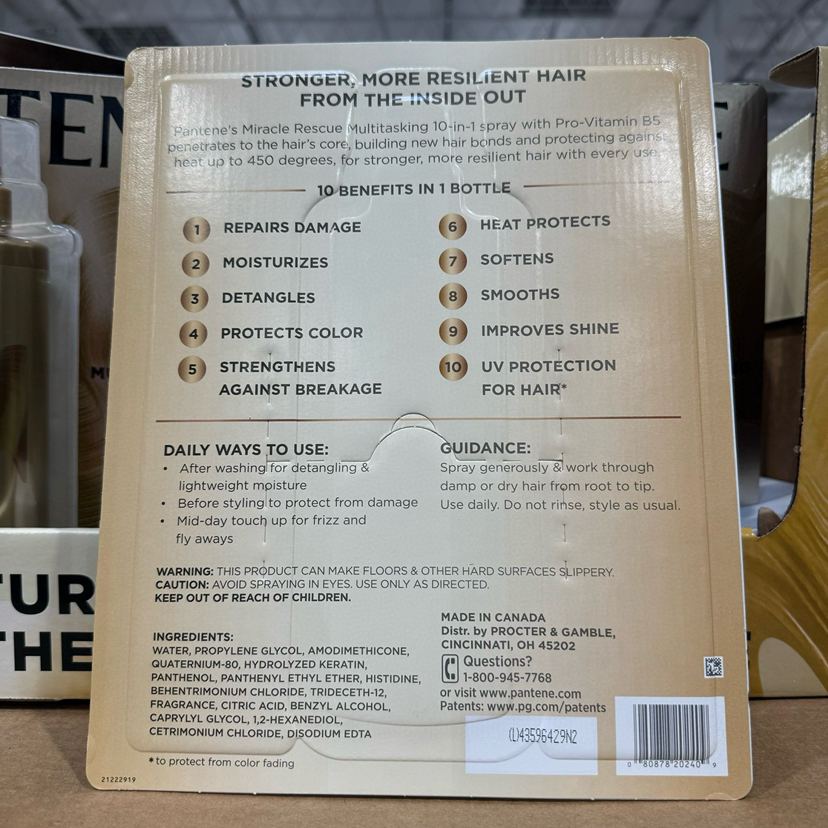 STRONGER, MORE RESILIENT HAIR
FROM THE INSIDE OUT
Pantene's Miracle Rescue Multitasking 10-in-1 spray with Pro-Vitamin B5
penetrates to the hair's core, building new hair bonds and protecting against
heat up to 450 degrees, for stronger, more resilient hair with every use.
10 BENEFITS IN 1 BOTTLE
1 REPAIRS DAMAGE
2 MOISTURIZES
3 DETANGLES
4 PROTECTS COLOR
5 STRENGTHENS
AGAINST BREAKAGE
6 HEAT PROTECTS
7 SOFTENS
8 SMOOTHS
9 IMPROVES SHINE
10 UV PROTECTION
FOR HAIR*
DAILY WAYS TO USE:
• After washing for detangling &
lightweight moisture
• Before styling to protect from damage
• Mid-day touch up for frizz and
fly aways
GUIDANCE:
Spray generously & work through
damp or dry hair from root to tip.
Use daily. Do not rinse, style as usual.
WARNING: THIS PRODUCT CAN MAKE FLOORS & OTHER HARD SURFACES SLIPPERY.
CAUTION: AVOID SPRAYING IN EYES. USE ONLY AS DIRECTED.
KEEP OUT OF REACH OF CHILDREN.
INGREDIENTS:
WATER, PROPYLENE GLYCOL, AMODIMETHICONE,
QUATERNIUM-80, HYDROLYZED KERATIN,
PANTHENOL, PANTHENYL ETHYL ETHER, HISTIDINE,
BEHENTRIMONIUM CHLORIDE, TRIDECETH-12,
FRAGRANCE, CITRIC ACID, BENZYL ALCOHOL,
CAPRYLYL GLYCOL, 1,2-HEXANEDIOL,
CETRIMONIUM CHLORIDE, DISODIUM EDTA
*to protect from color fading
21222919
MADE IN CANADA
Distr. by PROCTER & GAMBLE,
CINCINNATI, OH 45202
Questions?
1-800-945-7768
or visit www.pantene.com
Patents: www.pg.com/patents
(L)43596429N2
0 80878 20240 9
TEN
TUR
THE